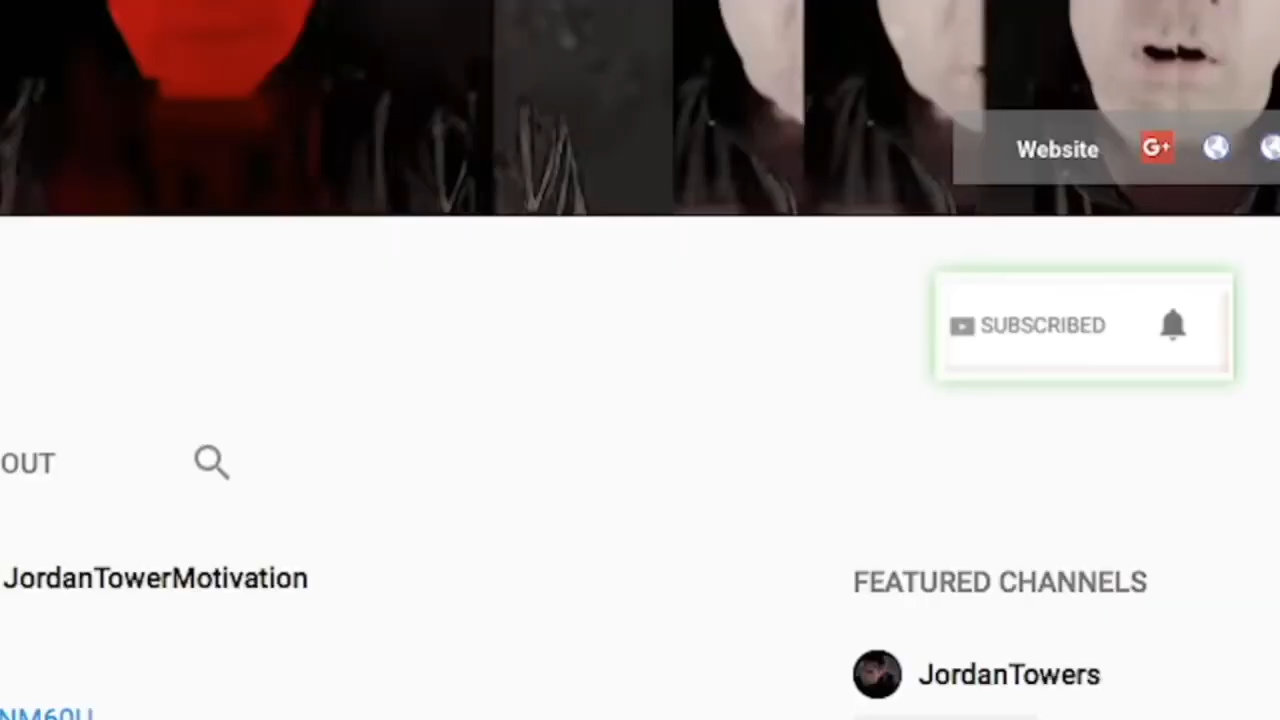 Website G+
SUBSCRIBED
OUT
JordanTowerMotivation
FEATURED CHANNELS
JordanTowers